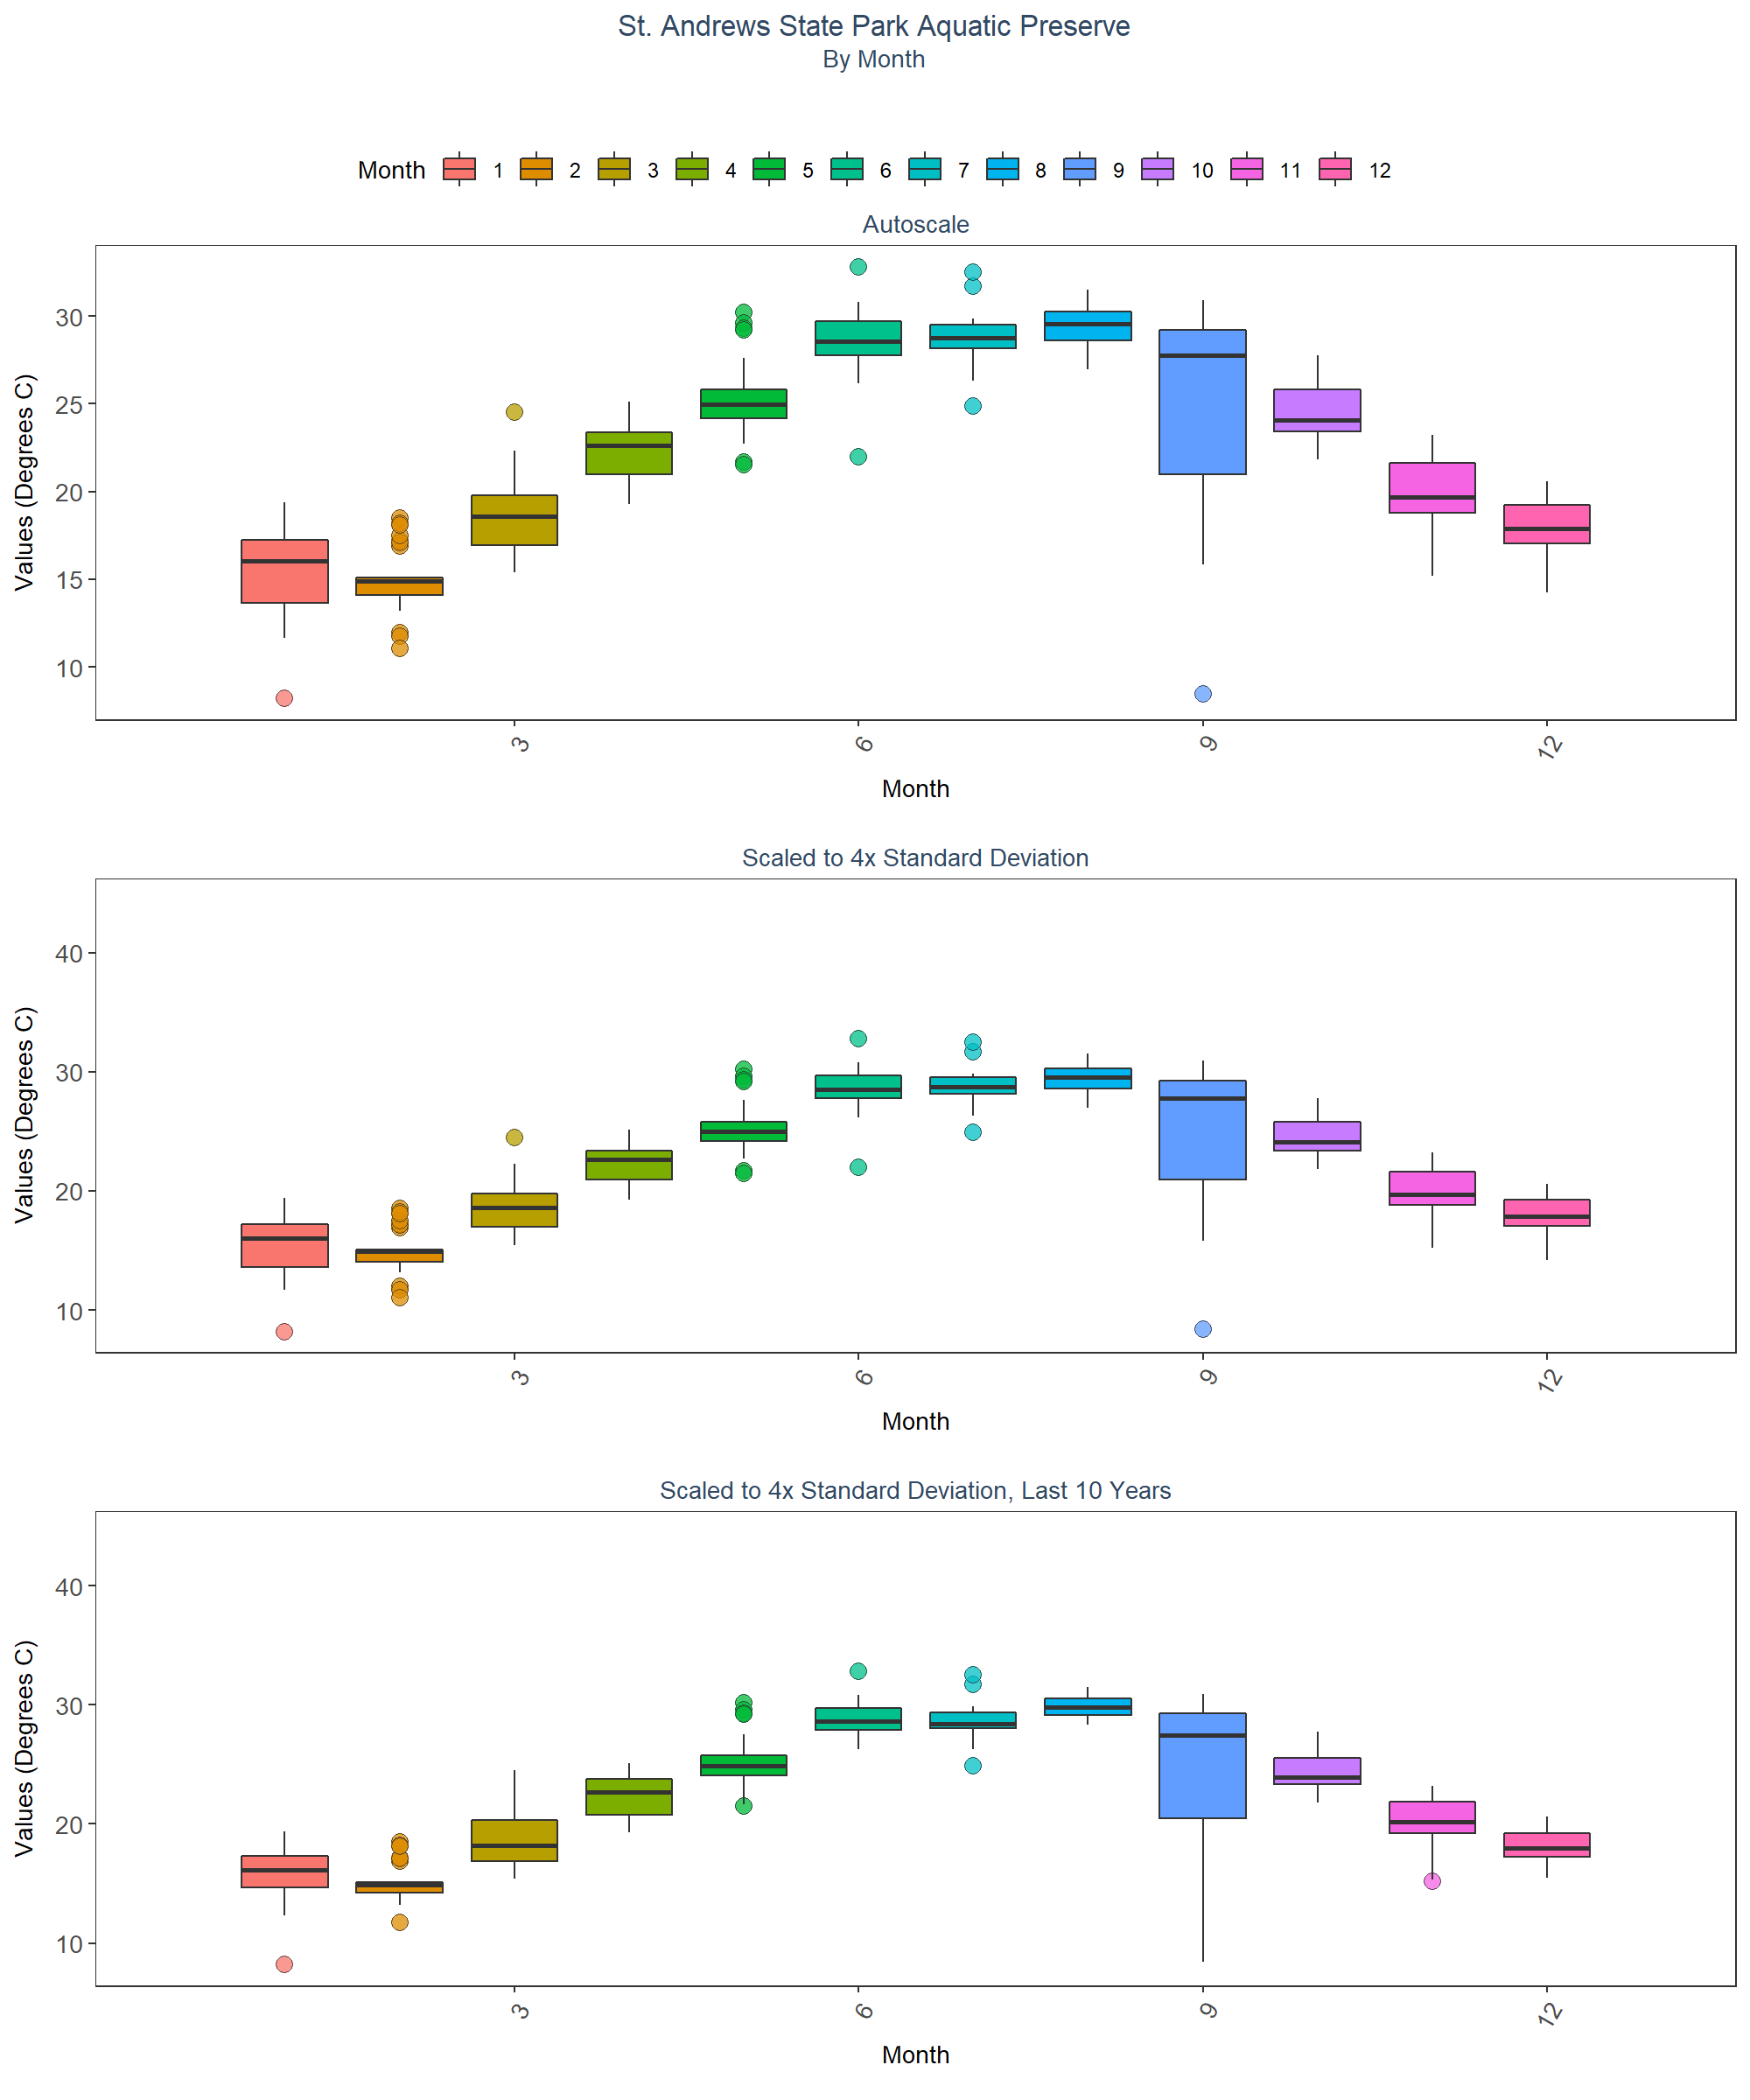 St. Andrews State Park Aquatic Preserve
By Month
Month 1 2 3 4 5 6 7 8 9 10 11 12
Autoscale
Values (Degrees C)
30
25
20
15
10
3 6 9 12
Month
Scaled to 4x Standard Deviation
Values (Degrees C)
40
30
20
10
3 6 9 12
Month
Scaled to 4x Standard Deviation, Last 10 Years
Values (Degrees C)
40
30
20
10
3 6 9 12
Month